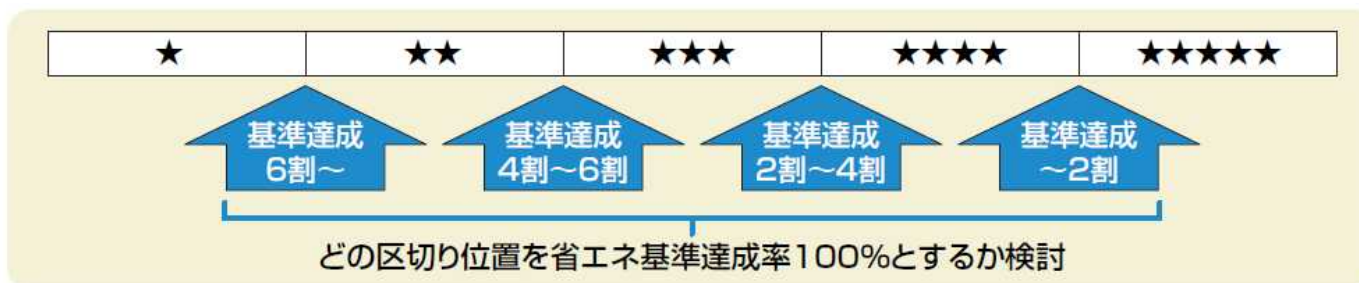 ★ ★★ ★★★ ★★★★ ★★★★★
基準達成 基準達成 基準達成 基準達成
6割～ 4割～6割 2割～4割 ～2割
どの区切り位置を省エネ基準達成率100%とするか検討